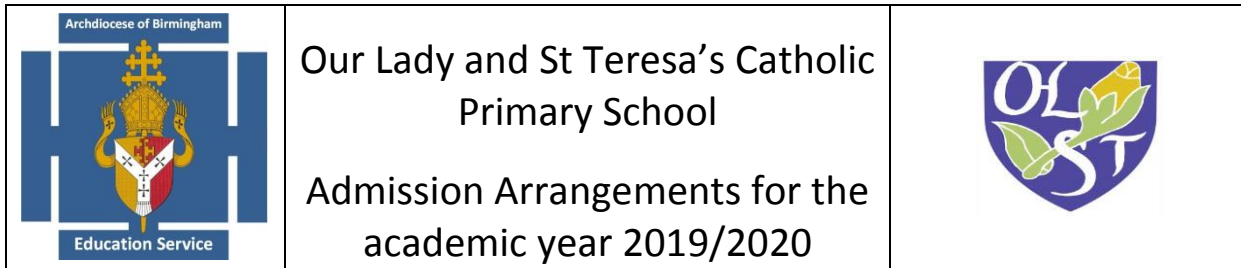 Archdiocese of Birmingham
Education Service
Our Lady and St Teresa’s Catholic
Primary School
Admission Arrangements for the
academic year 2019/2020
OL
ST